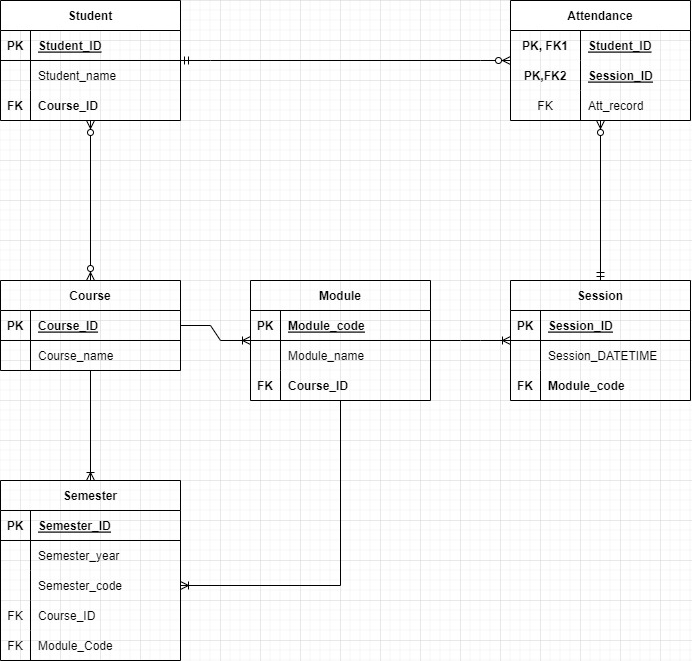 Student
PK Student_ID
Student_name
FK Course_ID
Attendance
PK, FK1 Student_ID
PK,FK2 Session_ID
FK Att_record
Course
PK Course_ID
Course_name
Module
PK Module_code
Module_name
FK Course_ID
Session
PK Session_ID
Session_DATETIME
FK Module_code
Semester
PK Semester_ID
Semester_year
Semester_code
FK Course_ID
FK Module_Code